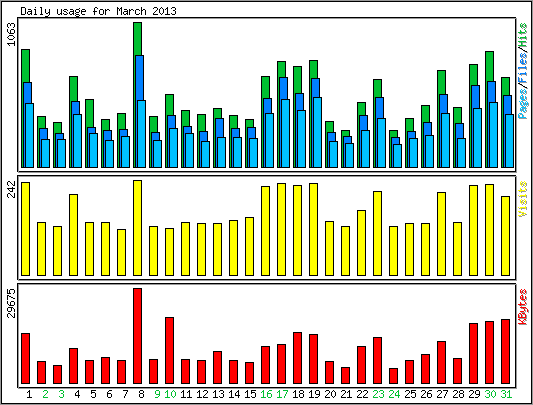 Daily usage for March 2013
1063
Pages/Files/Hits
242
Visits
29675
KBytes
1 2 3 4 5 6 7 8 9 10 11 12 13 14 15 16 17 18 19 20 21 22 23 24 25 26 27 28 29 30 31